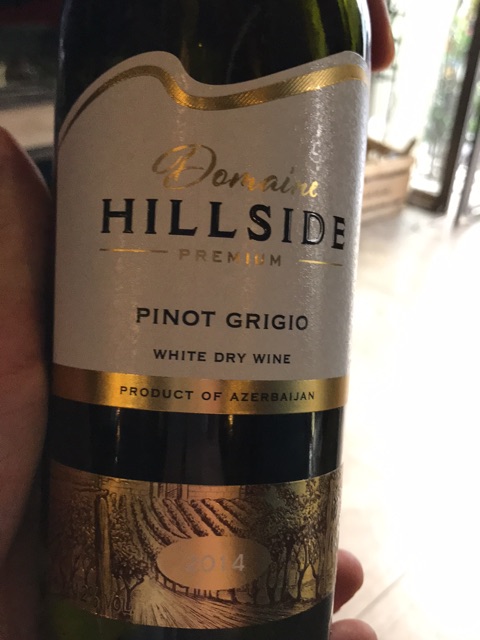 Domaine
HILLSIDE
PREMIUM
PINOT GRIGIO
WHITE DRY WINE
PRODUCT OF AZERBAIJAN
2014